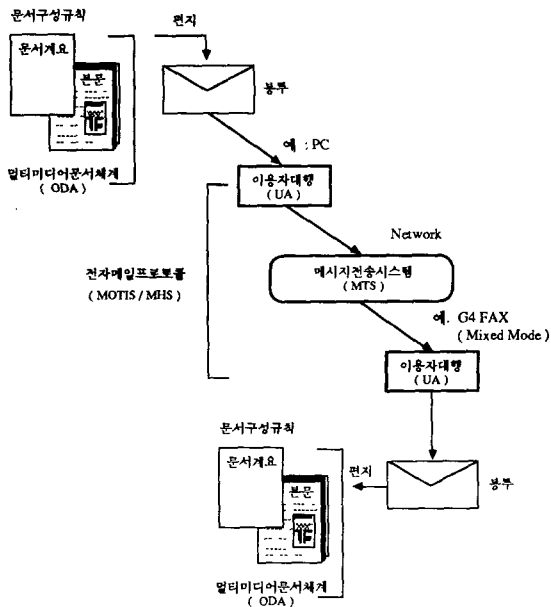 문서구성규칙
편지
문서개요
본문
봉투
멀티미디어문서체계
( ODA )
예 : PC
이용자대행
( UA )
Network
전자메일프로토콜
( MOTIS / MHS )
메시지전송시스템
( MTS )
예. G4 FAX
( Mixed Mode )
이용자대행
( UA )
문서구성규칙
문서개요
편지
본문
봉투
멀티미디어문서체계
( ODA )